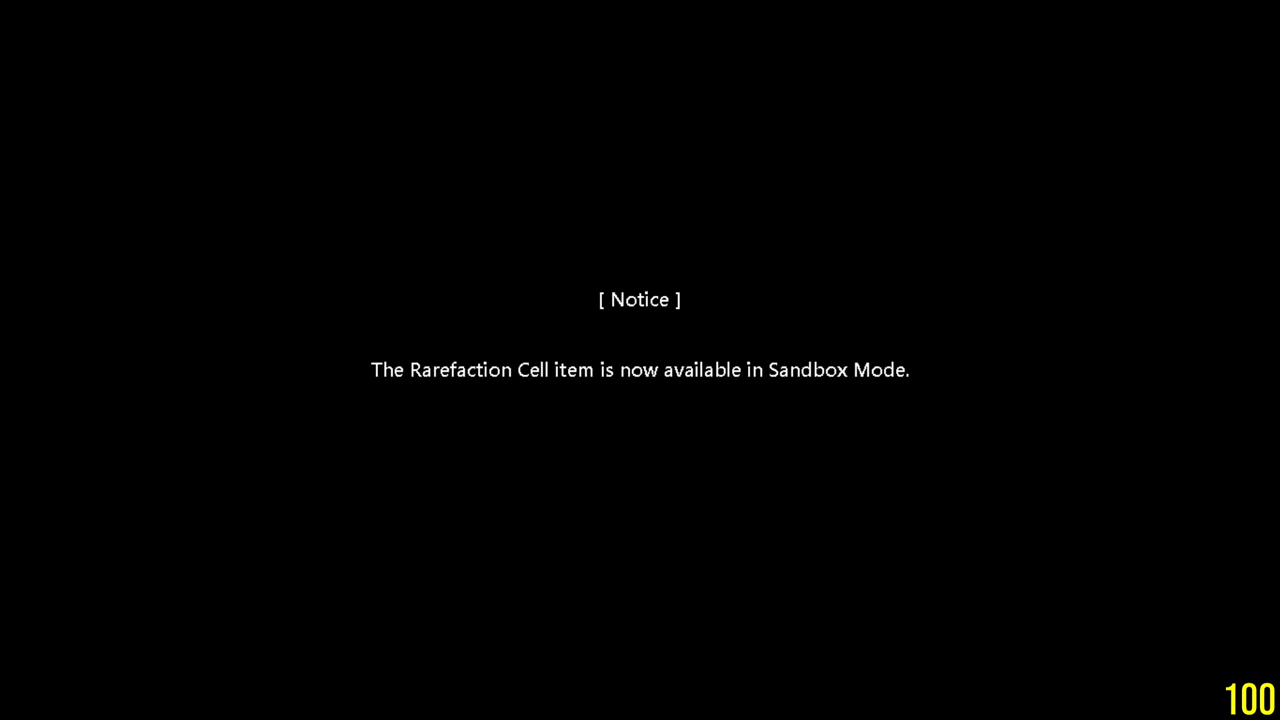 [ Notice ]
The Rarefaction Cell item is now available in Sandbox Mode.
100